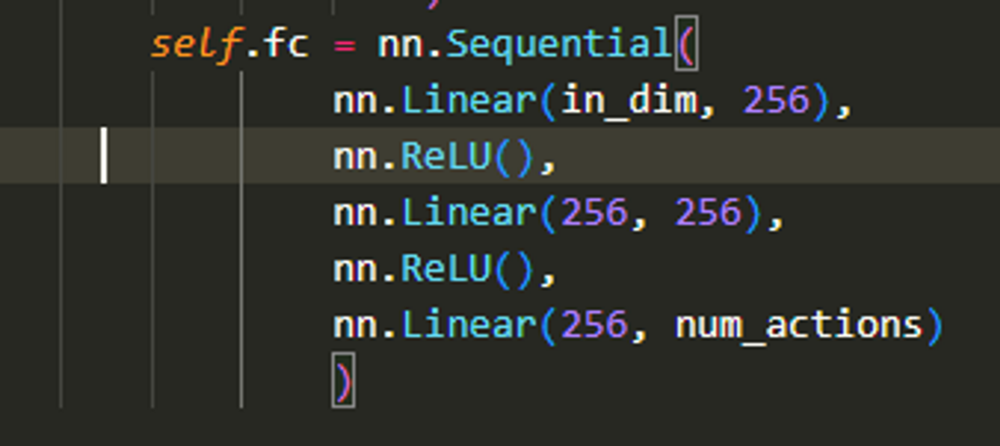 self.fc = nn.Sequential(
nn.Linear(in_dim, 256),
nn.ReLU(),
nn.Linear(256, 256),
nn.ReLU(),
nn.Linear(256, num_actions)
)